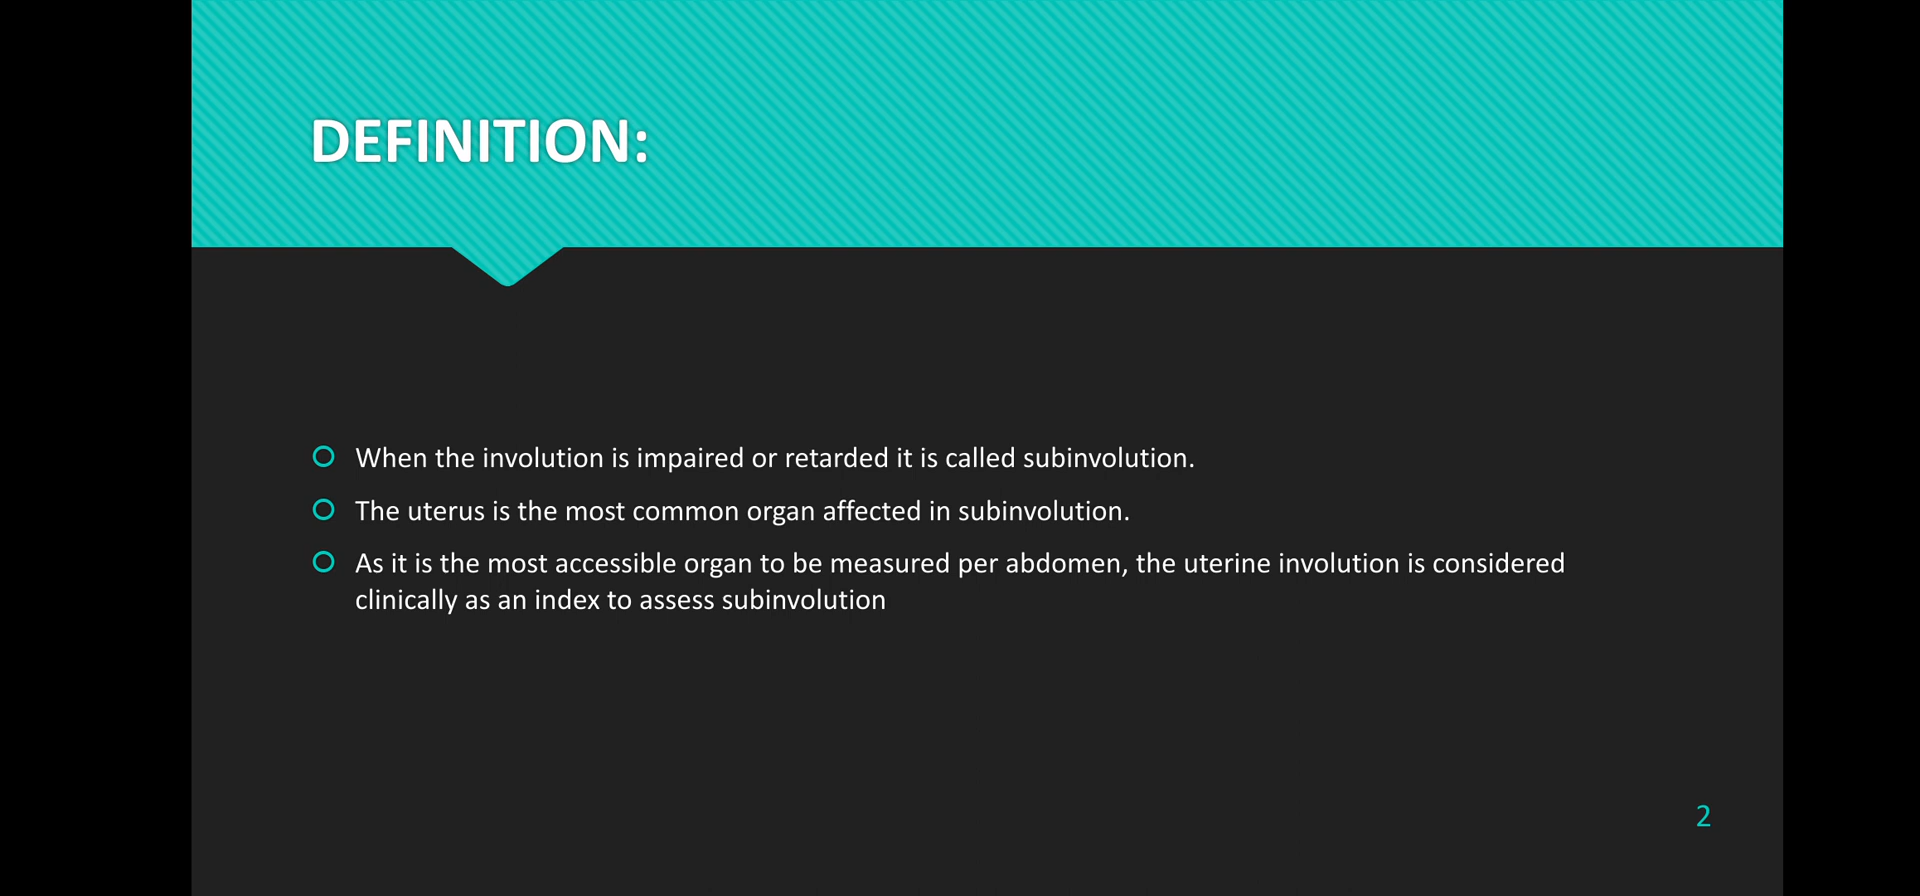 DEFINITION:
When the involution is impaired or retarded it is called subinvolution.
The uterus is the most common organ affected in subinvolution.
As it is the most accessible organ to be measured per abdomen, the uterine involution is considered
clinically as an index to assess subinvolution
2